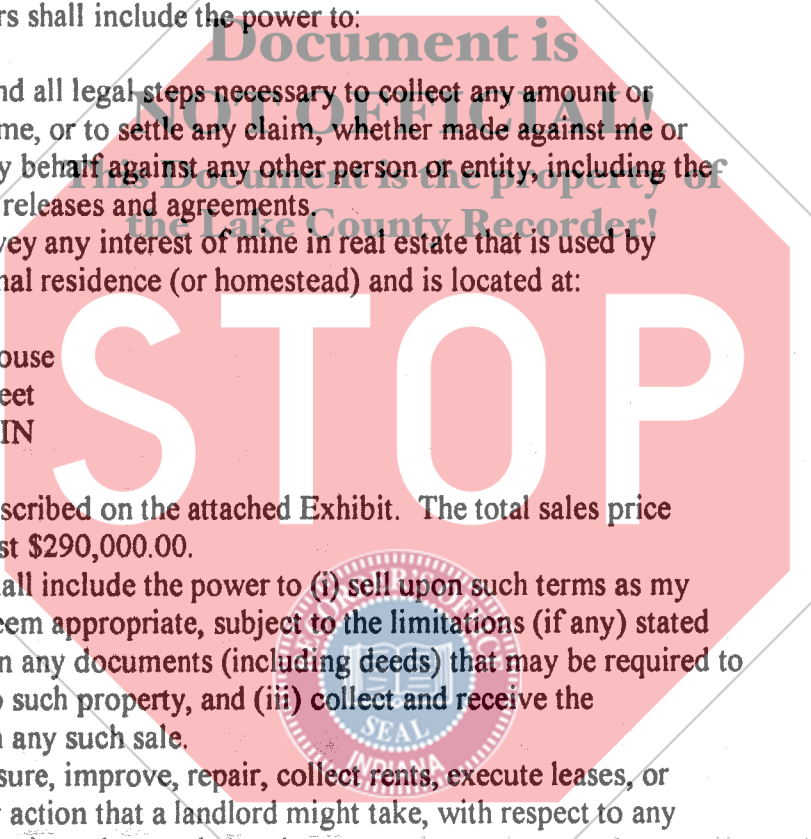 rs shall include the power to:
Document is
nd all legal steps necessary to collect any amount or
NOT OFFICIAL!
me, or to settle any claim, whether made against me or
y behalf against any other person or entity, including the
This Document is the property of
releases and agreements.
the Lake County Recorder!
vey any interest of mine in real estate that is used by
nal residence (or homestead) and is located at:
STOP
ouse
eet
IN
scribed on the attached Exhibit. The total sales price
st $290,000.00.
all include the power to (i) sell upon such terms as my
eem appropriate, subject to the limitations (if any) stated
n any documents (including deeds) that may be required to
o such property, and (iii) collect and receive the
n any such sale.
SEAL
INDIANA
sure, improve, repair, collect rents, execute leases, or
action that a landlord might take, with respect to any